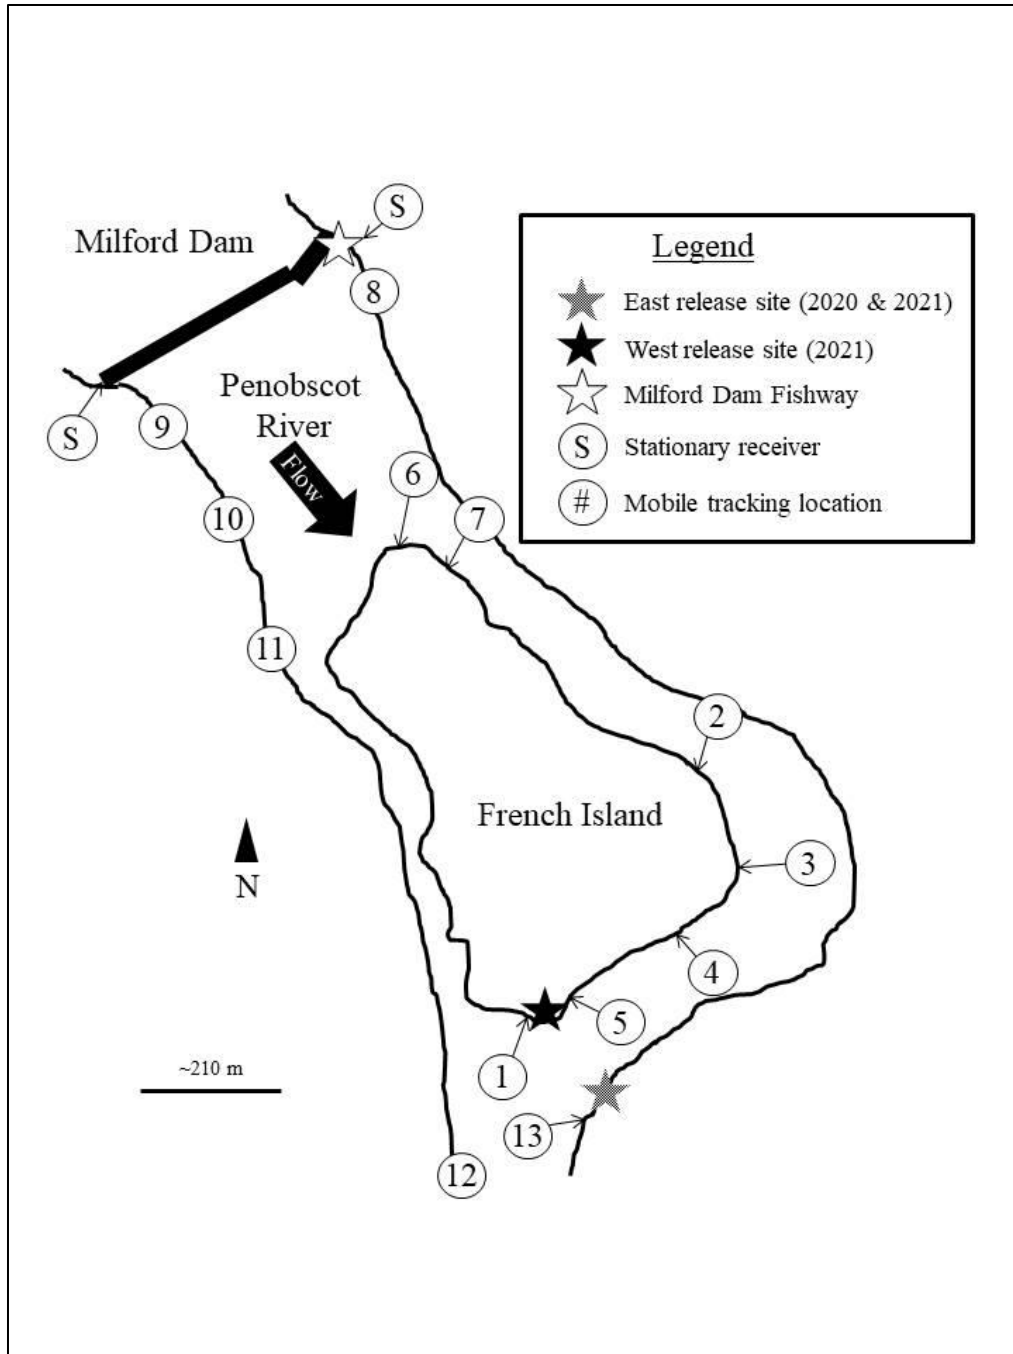 S
Milford Dam
8
Penobscot
River
S
9
Flow
6
10
7
11
2
French Island
3
N
4
5
~210 m
1
13
12
Legend
East release site (2020 & 2021)
West release site (2021)
Milford Dam Fishway
S Stationary receiver
# Mobile tracking location